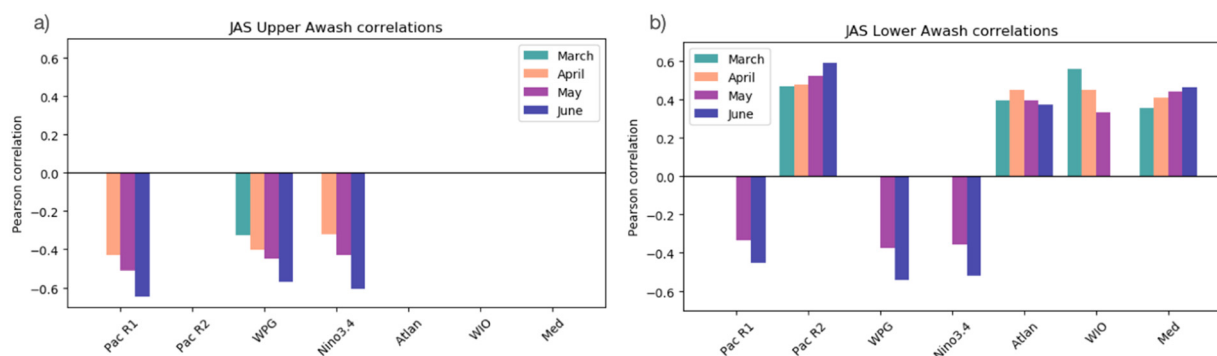 a)
JAS Upper Awash correlations
Pearson correlation
0.6
0.4
0.2
0.0
−0.2
−0.4
−0.6
March
April
May
June
Pac R1
Pac R2
WPG
Nino3.4
Atlan
WIO
Med
b)
JAS Lower Awash correlations
Pearson correlation
0.6
0.4
0.2
0.0
−0.2
−0.4
−0.6
March
April
May
June
Pac R1
Pac R2
WPG
Nino3.4
Atlan
WIO
Med